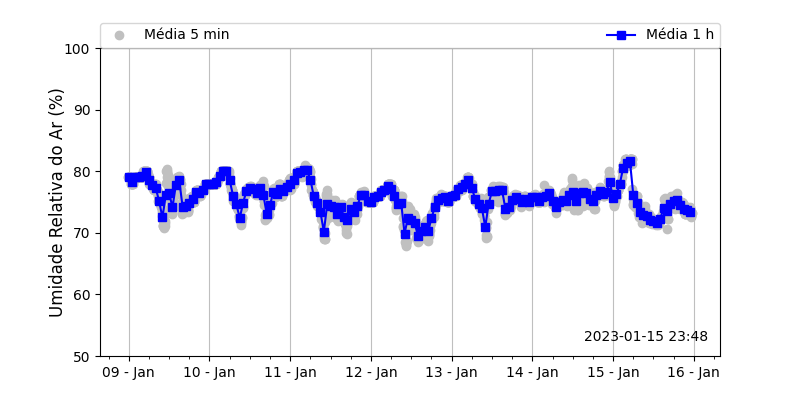 Média 5 min
Média 1 h
100
90
80
70
60
50
Umidade Relativa do Ar (%)
2023-01-15 23:48
09 - Jan
10 - Jan
11 - Jan
12 - Jan
13 - Jan
14 - Jan
15 - Jan
16 - Jan